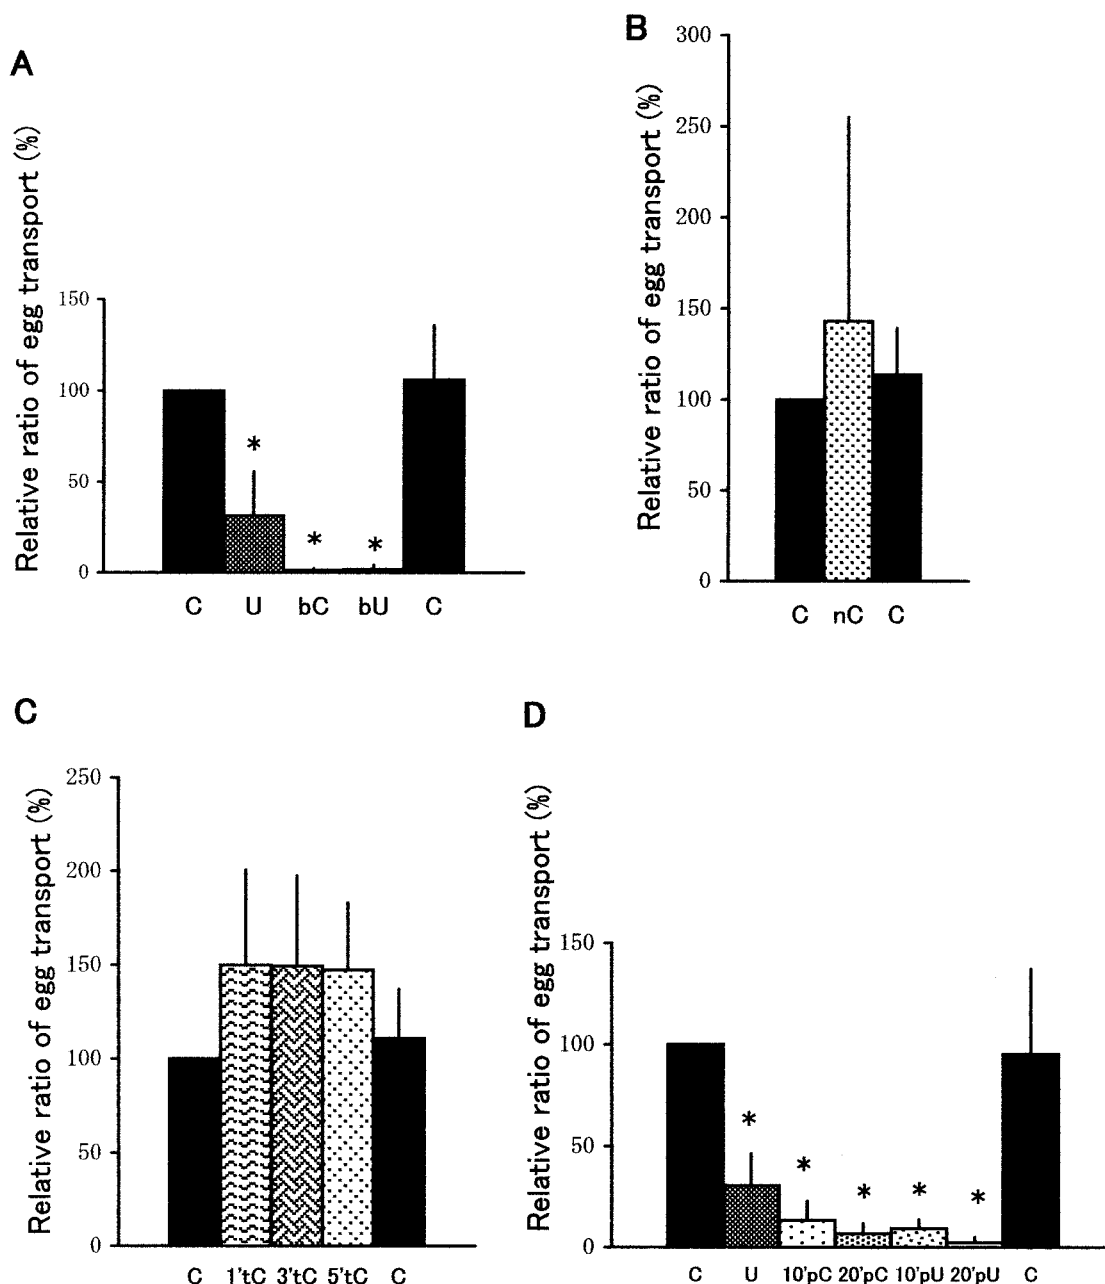 A
Relative ratio of egg transport (%)
150
100
50
0
*
*
*
C U bC bU C
B
Relative ratio of egg transport (%)
300
250
200
150
100
50
0
C nC C
C
Relative ratio of egg transport (%)
250
200
150
100
50
0
C 1'tC 3'tC 5'tC C
D
Relative ratio of egg transport (%)
150
100
50
0
*
*
*
*
*
C U 10'pC 20'pC 10'pU 20'pU C